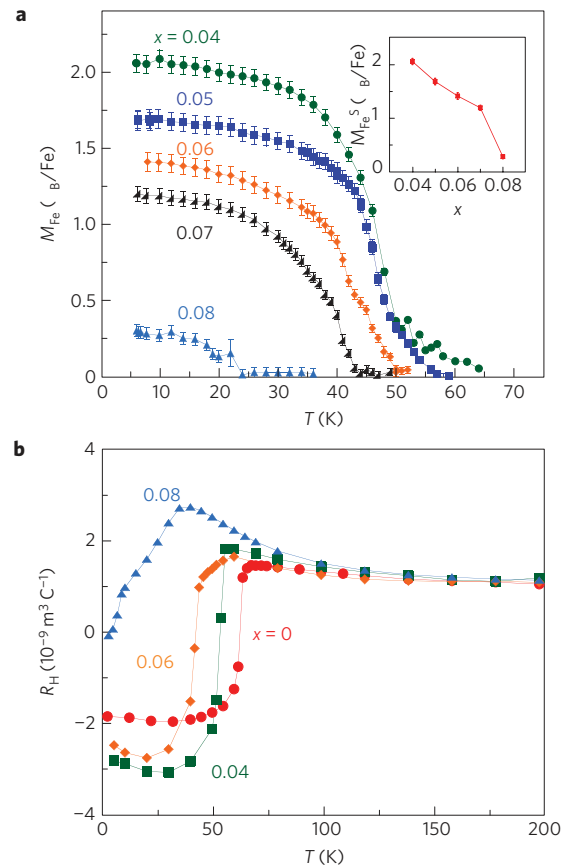 a
x = 0.04
0.05
0.06
0.07
0.08
2.0
1.5
1.0
0.5
0
M_Fe ( _B/Fe)
0 10 20 30 40 50 60 70
T (K)
2
1
0
M_Fe^S ( _B/Fe)
0.04 0.06 0.08
x
b
4
2
0
−2
−4
R_H (10^−9 m^3 C^−1)
0.08
0.06
x = 0
0.04
0 50 100 150 200
T (K)